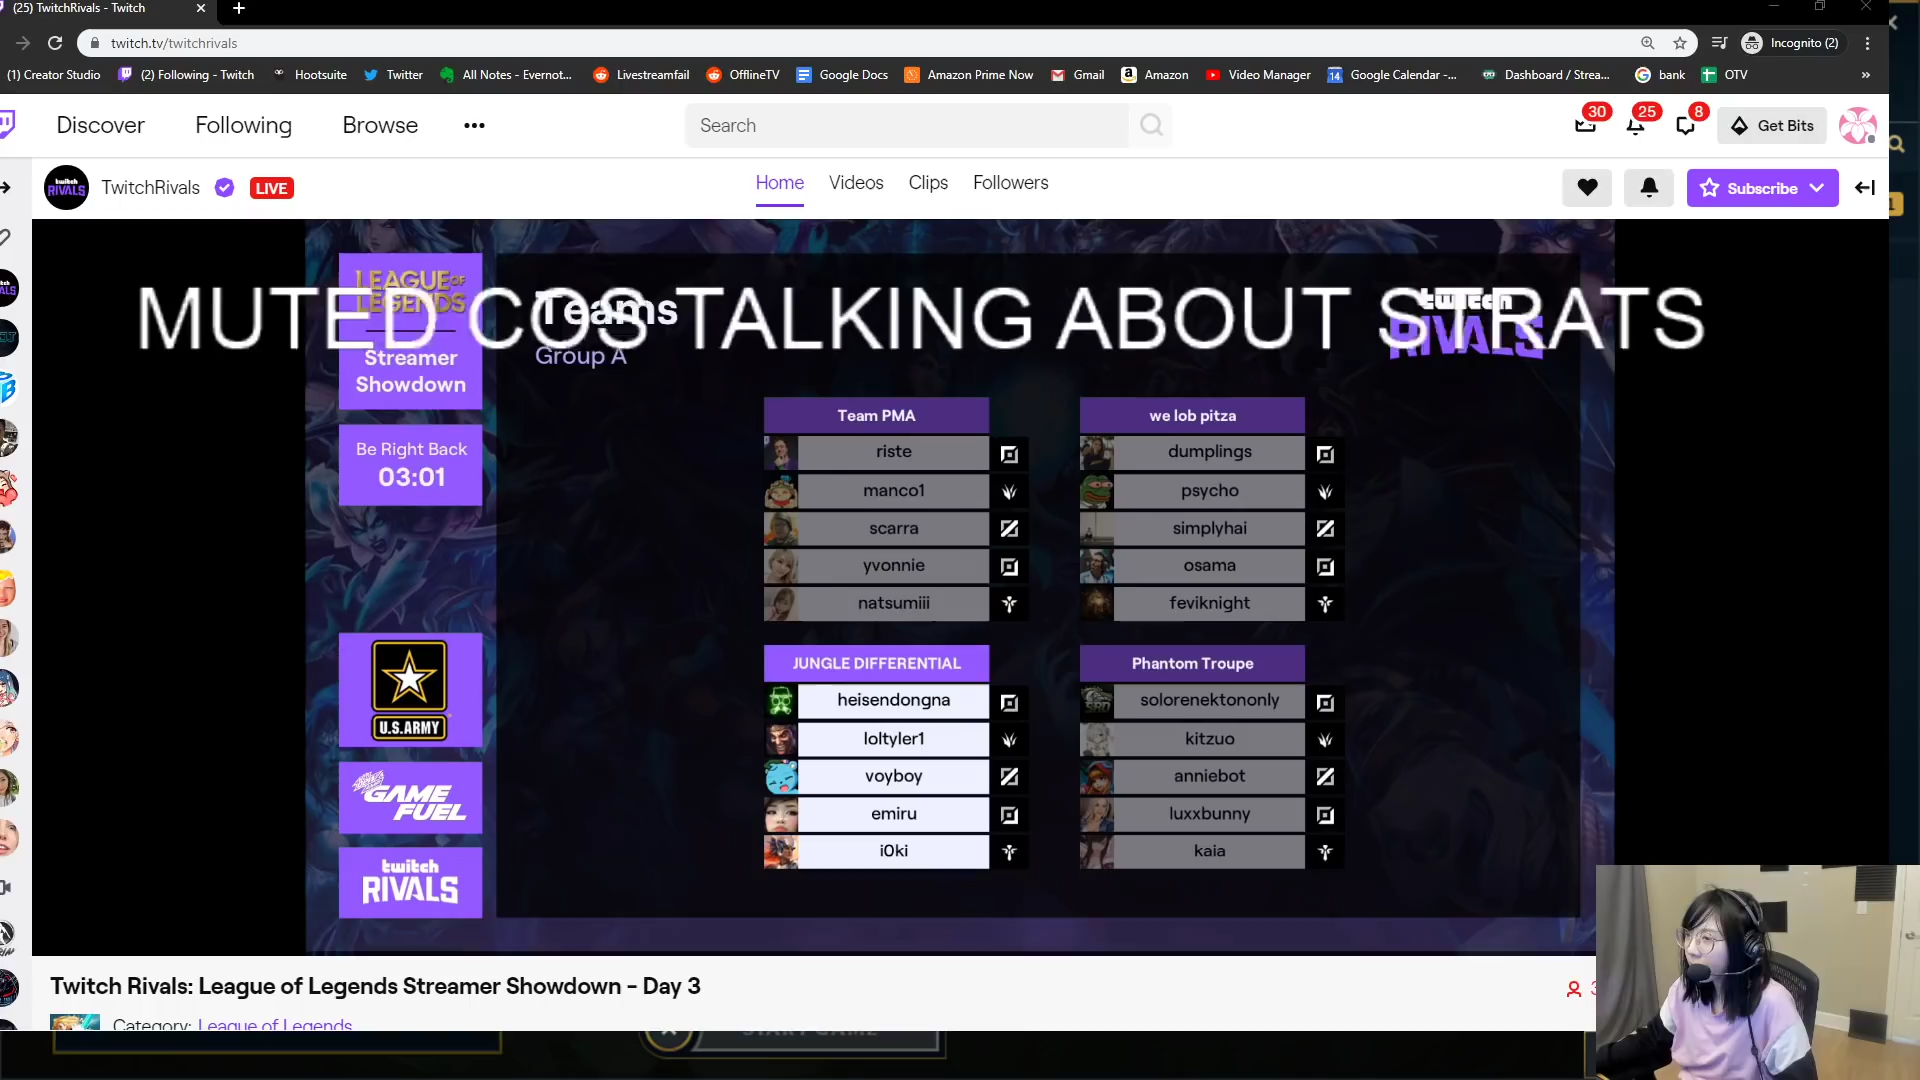 (25) TwitchRivals - Twitch
twitch.tv/twitchrivals
Incognito (2)
(1) Creator Studio
(2) Following - Twitch
Hootsuite
Twitter
All Notes - Evernot...
Livestreamfail
OfflineTV
Google Docs
Amazon Prime Now
Gmail
Amazon
Video Manager
14
Google Calendar -...
Dashboard / Strea...
bank
OTV
»
Discover
Following
Browse
Search
30
25
8
Get Bits
twitch RIVALS
TwitchRivals
LIVE
Home
Videos
Clips
Followers
Subscribe
LEAGUE OF
LEGENDS
Streamer
Showdown
MUTED COS TALKING ABOUT STRATS
Teams
Group A
twitch
RIVALS
Be Right Back
03:01
Team PMA
riste
manco1
scarra
yvonnie
natsumiii
we lob pitza
dumplings
psycho
simplyhai
osama
feviknight
JUNGLE DIFFERENTIAL
heisendongna
loltyler1
voyboy
emiru
i0ki
Phantom Troupe
solorenektononly
kitzuo
anniebot
luxxbunny
kaia
U.S.ARMY
GAME
FUEL
twitch
RIVALS
Twitch Rivals: League of Legends Streamer Showdown - Day 3
Category: League of Legends
START GAME